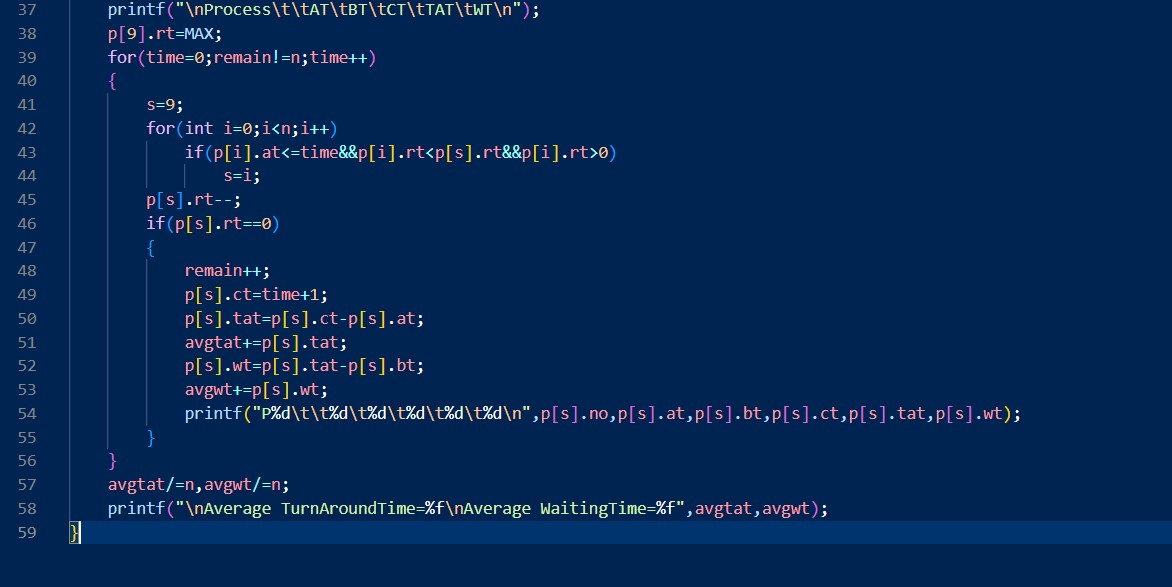 37 printf("\nProcess\t\tAT\tBT\tCT\tTAT\tWT\n");
38 p[9].rt=MAX;
39 for(time=0;remain!=n;time++)
40 {
41 s=9;
42 for(int i=0;i<n;i++)
43 if(p[i].at<=time&&p[i].rt<p[s].rt&&p[i].rt>0)
44 s=i;
45 p[s].rt--;
46 if(p[s].rt==0)
47 {
48 remain++;
49 p[s].ct=time+1;
50 p[s].tat=p[s].ct-p[s].at;
51 avgtat+=p[s].tat;
52 p[s].wt=p[s].tat-p[s].bt;
53 avgwt+=p[s].wt;
54 printf("P%d\t\t%d\t%d\t%d\t%d\t%d\n",p[s].no,p[s].at,p[s].bt,p[s].ct,p[s].tat,p[s].wt);
55 }
56 }
57 avgtat/=n,avgwt/=n;
58 printf("\nAverage TurnAroundTime=%f\nAverage WaitingTime=%f",avgtat,avgwt);
59 }